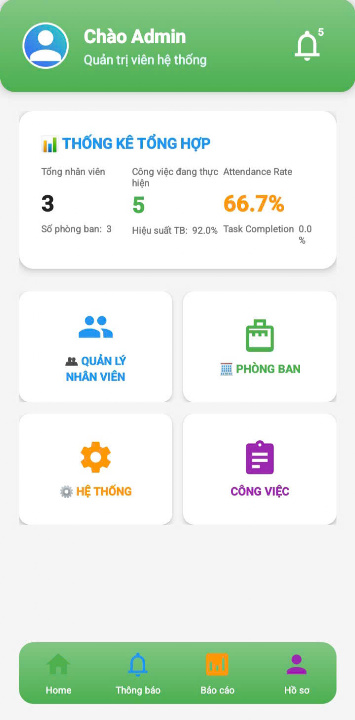 Chào Admin
5
Quản trị viên hệ thống
📊 THỐNG KÊ TỔNG HỢP
Tổng nhân viên
Công việc đang thực hiện
Attendance Rate
3
5
66.7%
Số phòng ban: 3
Hiệu suất TB: 92.0%
Task Completion 0.0
%
👥 QUẢN LÝ
NHÂN VIÊN
🏢 PHÒNG BAN
⚙️ HỆ THỐNG
CÔNG VIỆC
Home
Thông báo
Báo cáo
Hồ sơ